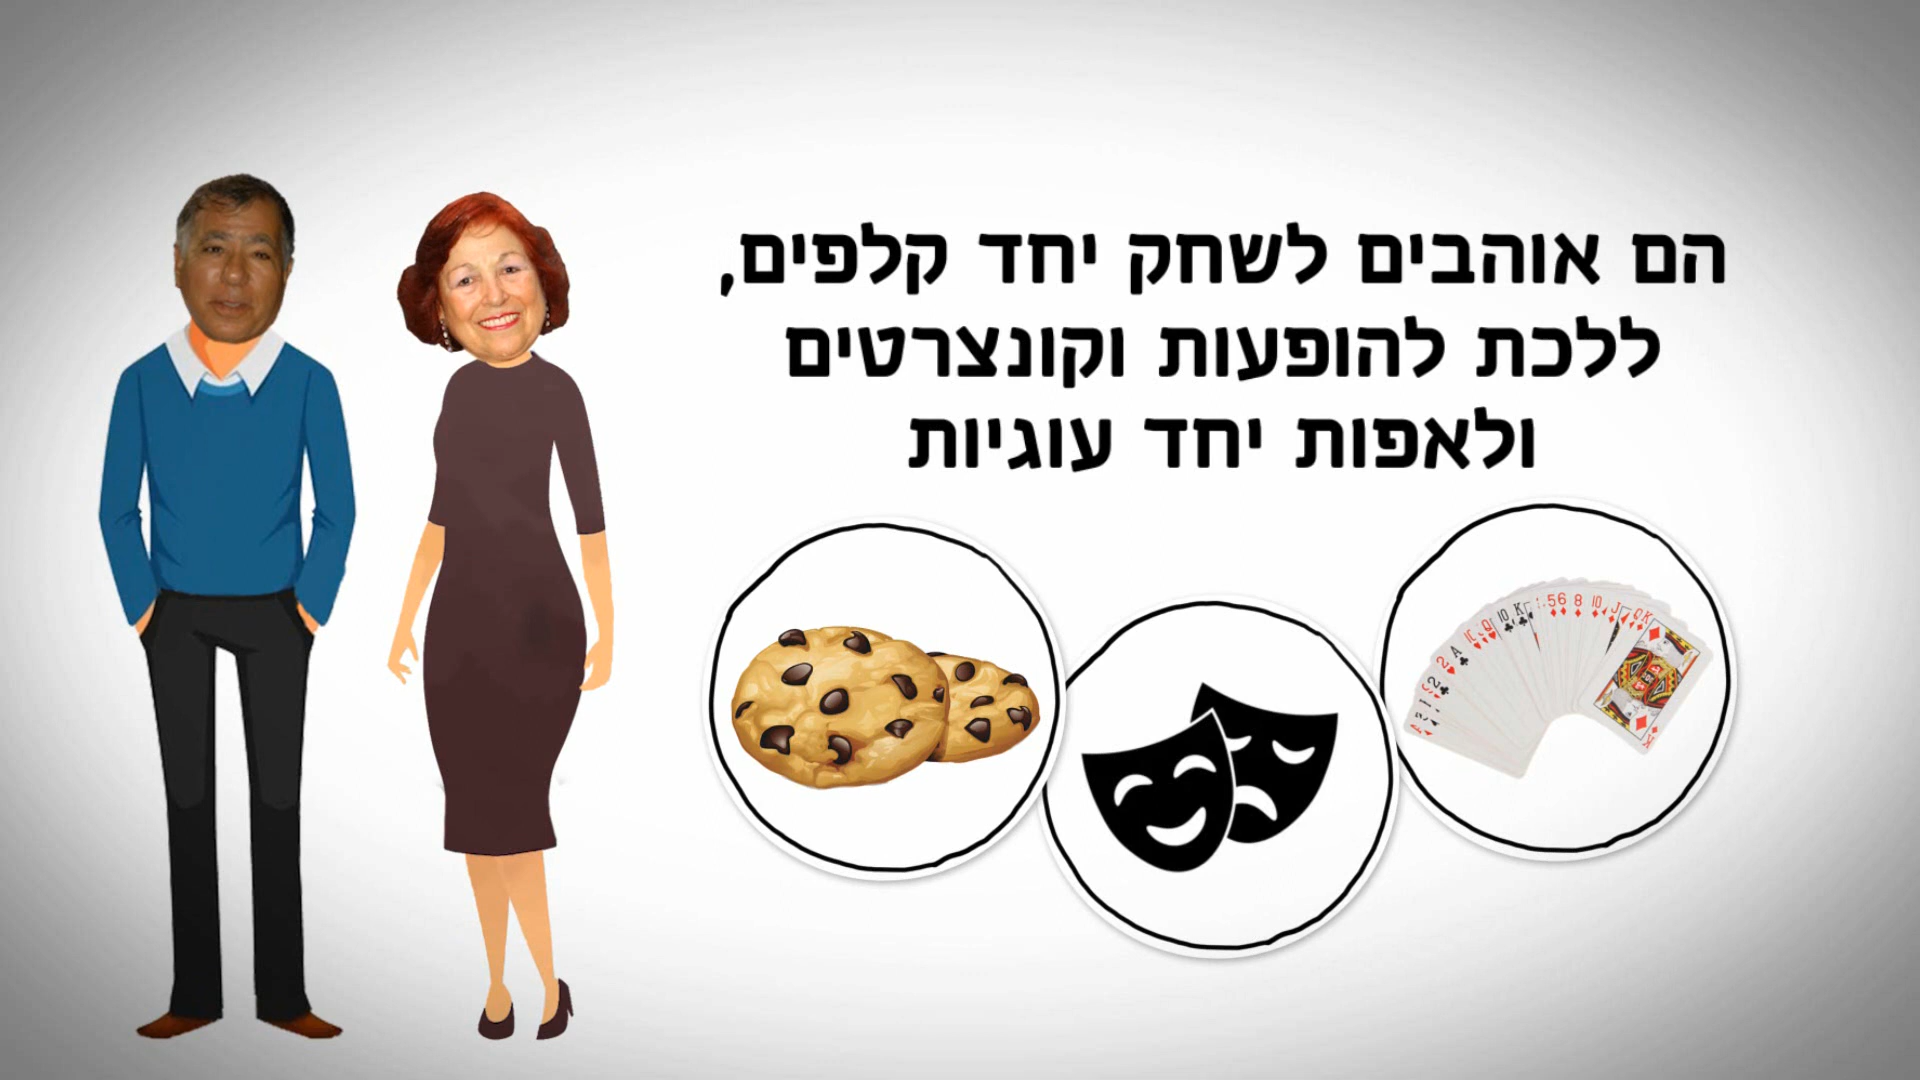 הם אוהבים לשחק יחד קלפים,
ללכת להופעות וקונצרטים
ולאפות יחד עוגיות